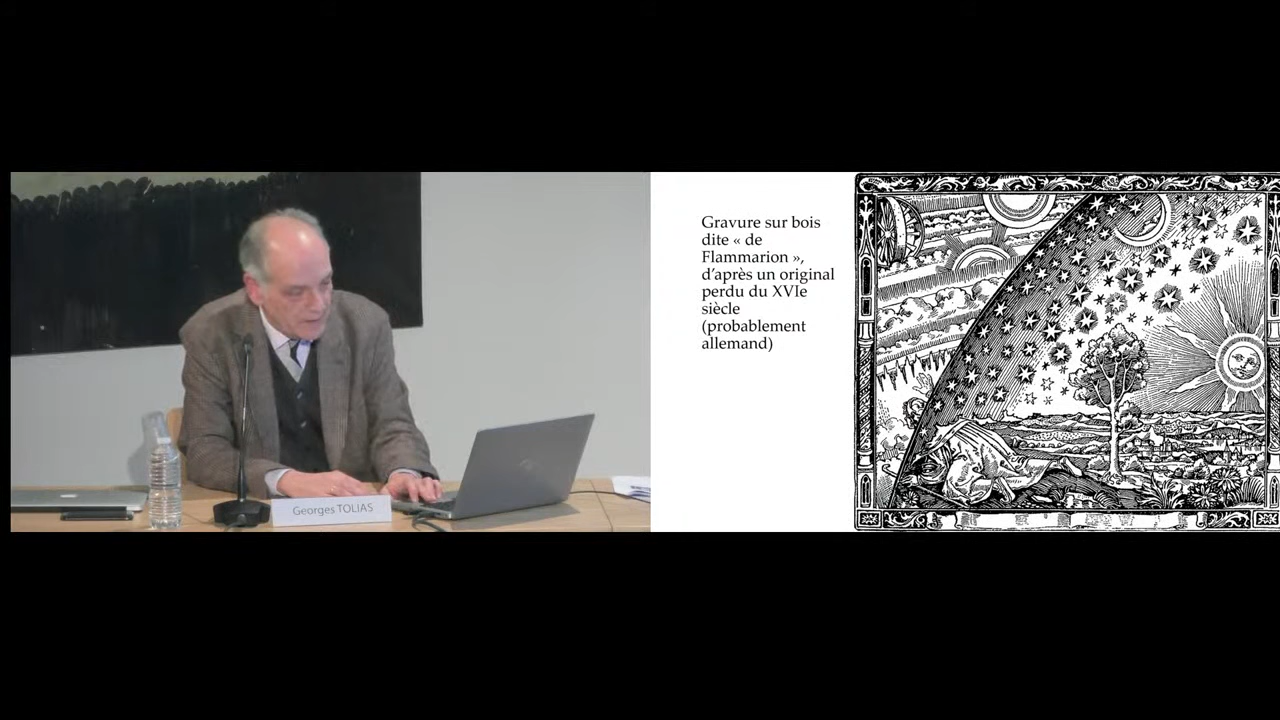 Georges TOLIAS
Gravure sur bois
dite « de
Flammarion »,
d'après un original
perdu du XVIe
siècle
(probablement
allemand)